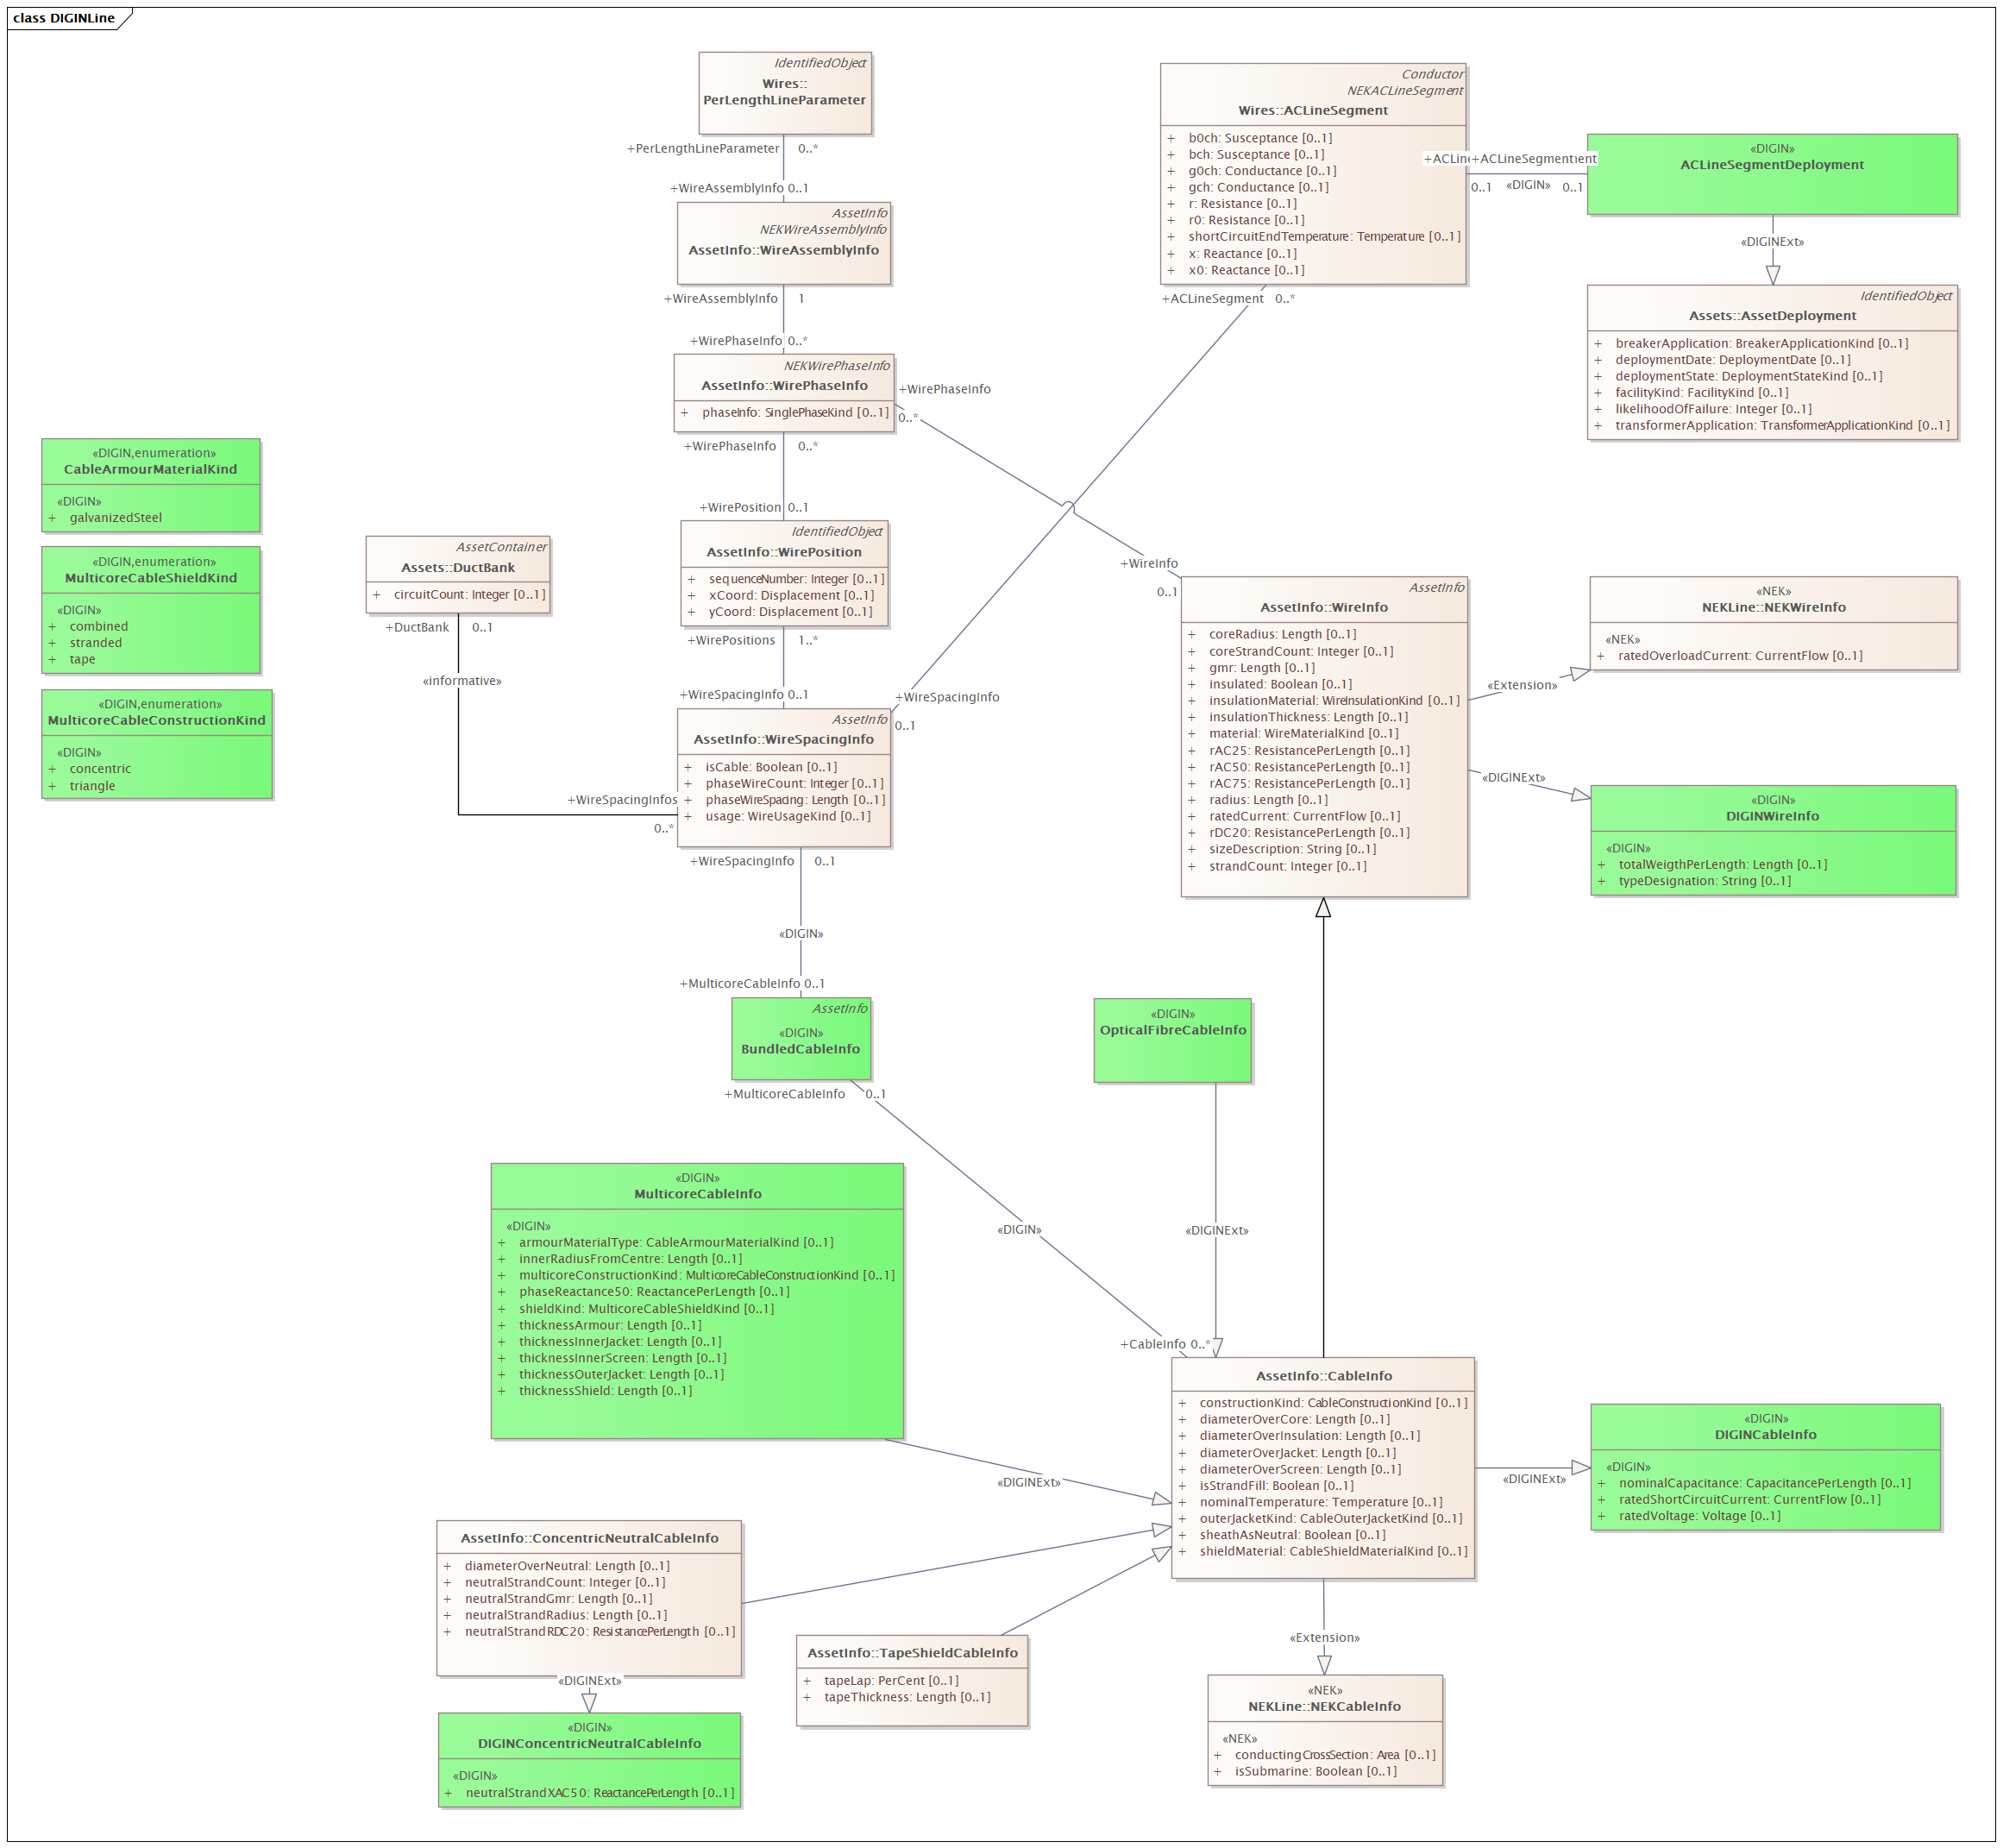 class DIGINLine
IdentifiedObject
Wires::
PerLengthLineParameter
+PerLengthLineParameter 0..*
+WireAssemblyInfo 0..1
AssetInfo
NEKWireAssemblyInfo
AssetInfo::WireAssemblyInfo
+WireAssemblyInfo 1
+WirePhaseInfo 0..*
NEKWirePhaseInfo
AssetInfo::WirePhaseInfo
+ phaseInfo: SinglePhaseKind [0..1]
+WirePhaseInfo
0..*
+WirePhaseInfo 0..*
+WirePosition 0..1
IdentifiedObject
AssetInfo::WirePosition
+ sequenceNumber: Integer [0..1]
+ xCoord: Displacement [0..1]
+ yCoord: Displacement [0..1]
+WirePositions 1..*
+WireSpacingInfo 0..1
AssetInfo
AssetInfo::WireSpacingInfo
+ isCable: Boolean [0..1]
+ phaseWireCount: Integer [0..1]
+ phaseWireSpacing: Length [0..1]
+ usage: WireUsageKind [0..1]
+WireSpacingInfo
0..1
+WireSpacingInfo 0..1
«DIGIN»
+MulticoreCableInfo 0..1
AssetInfo
«DIGIN»
BundledCableInfo
+MulticoreCableInfo 0..1
«DIGIN»
+CableInfo 0..*
Conductor
NEKACLineSegment
Wires::ACLineSegment
+ b0ch: Susceptance [0..1]
+ bch: Susceptance [0..1]
+ g0ch: Conductance [0..1]
+ gch: Conductance [0..1]
+ r: Resistance [0..1]
+ r0: Resistance [0..1]
+ shortCircuitEndTemperature: Temperature [0..1]
+ x: Reactance [0..1]
+ x0: Reactance [0..1]
+ACLineSegment 0..*
+ACLin+ACLineSegmentent
0..1 «DIGIN» 0..1
«DIGIN»
ACLineSegmentDeployment
«DIGINExt»
IdentifiedObject
Assets::AssetDeployment
+ breakerApplication: BreakerApplicationKind [0..1]
+ deploymentDate: DeploymentDate [0..1]
+ deploymentState: DeploymentStateKind [0..1]
+ facilityKind: FacilityKind [0..1]
+ likelihoodOfFailure: Integer [0..1]
+ transformerApplication: TransformerApplicationKind [0..1]
«DIGIN,enumeration»
CableArmourMaterialKind
«DIGIN»
+ galvanizedSteel
«DIGIN,enumeration»
MulticoreCableShieldKind
«DIGIN»
+ combined
+ stranded
+ tape
«DIGIN,enumeration»
MulticoreCableConstructionKind
«DIGIN»
+ concentric
+ triangle
AssetContainer
Assets::DuctBank
+ circuitCount: Integer [0..1]
+DuctBank 0..1
«informative»
+WireSpacingInfos
0..*
+WireInfo
0..1
AssetInfo
AssetInfo::WireInfo
+ coreRadius: Length [0..1]
+ coreStrandCount: Integer [0..1]
+ gmr: Length [0..1]
+ insulated: Boolean [0..1]
+ insulationMaterial: WireInsulationKind [0..1]
+ insulationThickness: Length [0..1]
+ material: WireMaterialKind [0..1]
+ rAC25: ResistancePerLength [0..1]
+ rAC50: ResistancePerLength [0..1]
+ rAC75: ResistancePerLength [0..1]
+ radius: Length [0..1]
+ ratedCurrent: CurrentFlow [0..1]
+ rDC20: ResistancePerLength [0..1]
+ sizeDescription: String [0..1]
+ strandCount: Integer [0..1]
«Extension»
«NEK»
NEKLine::NEKWireInfo
«NEK»
+ ratedOverloadCurrent: CurrentFlow [0..1]
«DIGINExt»
«DIGIN»
DIGINWireInfo
«DIGIN»
+ totalWeigthPerLength: Length [0..1]
+ typeDesignation: String [0..1]
«DIGIN»
OpticalFibreCableInfo
«DIGINExt»
«DIGIN»
MulticoreCableInfo
«DIGIN»
+ armourMaterialType: CableArmourMaterialKind [0..1]
+ innerRadiusFromCentre: Length [0..1]
+ multicoreConstructionKind: MulticoreCableConstructionKind [0..1]
+ phaseReactance50: ReactancePerLength [0..1]
+ shieldKind: MulticoreCableShieldKind [0..1]
+ thicknessArmour: Length [0..1]
+ thicknessInnerJacket: Length [0..1]
+ thicknessInnerScreen: Length [0..1]
+ thicknessOuterJacket: Length [0..1]
+ thicknessShield: Length [0..1]
«DIGINExt»
AssetInfo::CableInfo
+ constructionKind: CableConstructionKind [0..1]
+ diameterOverCore: Length [0..1]
+ diameterOverInsulation: Length [0..1]
+ diameterOverJacket: Length [0..1]
+ diameterOverScreen: Length [0..1]
+ isStrandFill: Boolean [0..1]
+ nominalTemperature: Temperature [0..1]
+ outerJacketKind: CableOuterJacketKind [0..1]
+ sheathAsNeutral: Boolean [0..1]
+ shieldMaterial: CableShieldMaterialKind [0..1]
«DIGINExt»
«DIGIN»
DIGINCableInfo
«DIGIN»
+ nominalCapacitance: CapacitancePerLength [0..1]
+ ratedShortCircuitCurrent: CurrentFlow [0..1]
+ ratedVoltage: Voltage [0..1]
AssetInfo::ConcentricNeutralCableInfo
+ diameterOverNeutral: Length [0..1]
+ neutralStrandCount: Integer [0..1]
+ neutralStrandGmr: Length [0..1]
+ neutralStrandRadius: Length [0..1]
+ neutralStrandRDC20: ResistancePerLength [0..1]
«DIGINExt»
«DIGIN»
DIGINConcentricNeutralCableInfo
«DIGIN»
+ neutralStrandXAC50: ReactancePerLength [0..1]
AssetInfo::TapeShieldCableInfo
+ tapeLap: PerCent [0..1]
+ tapeThickness: Length [0..1]
«Extension»
«NEK»
NEKLine::NEKCableInfo
«NEK»
+ conductingCrossSection: Area [0..1]
+ isSubmarine: Boolean [0..1]